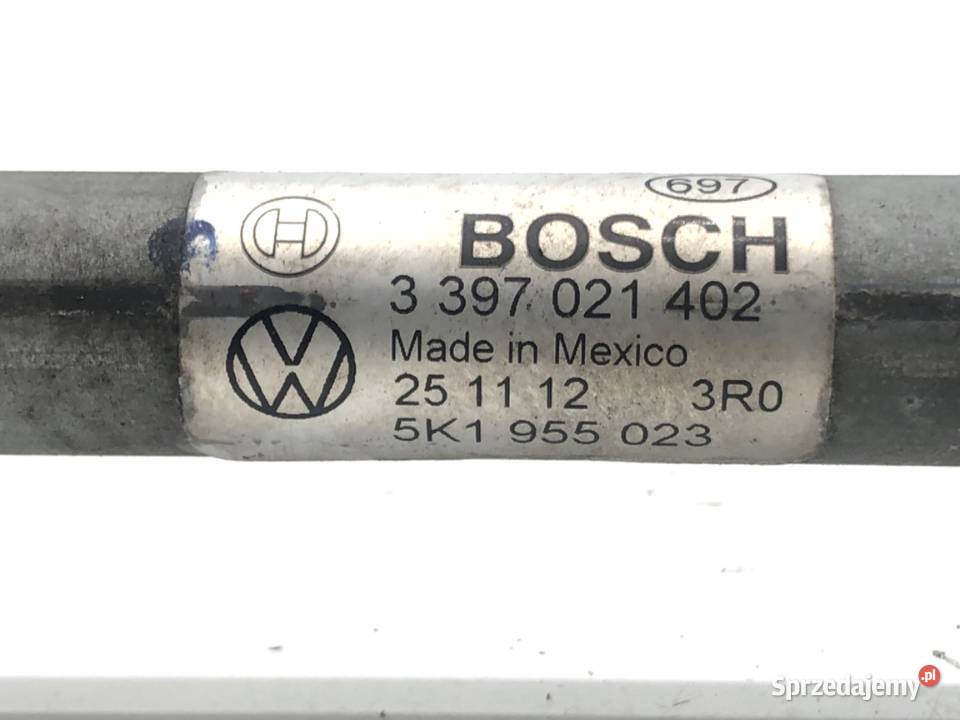 697
BOSCH
3 397 021 402
Made in Mexico
25 11 12 3R0
5K1 955 023
Sprzedajemy.pl